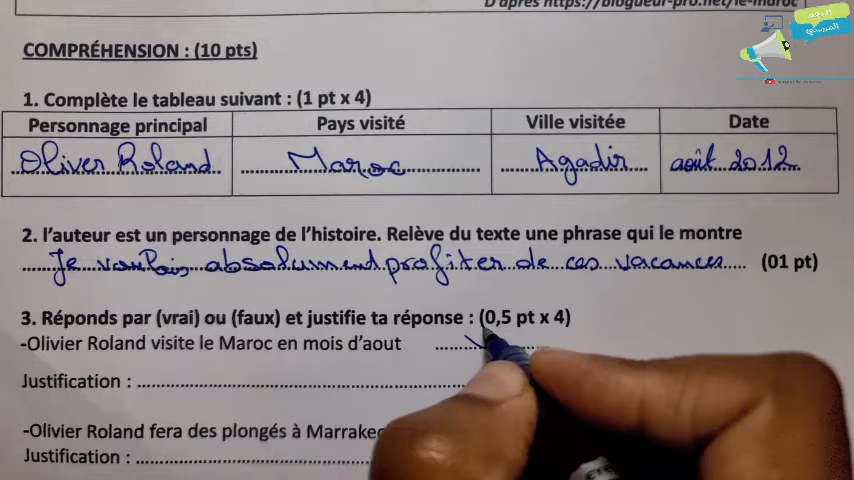 D'après https://blogueur-pro.net/le-maroc
COMPRÉHENSION : (10 pts)
1. Complète le tableau suivant : (1 pt x 4)
Personnage principal Pays visité Ville visitée Date
Oliver Roland Maroc Agadir août 2012
2. l'auteur est un personnage de l'histoire. Relève du texte une phrase qui le montre
Je voulais absolument profiter de ces vacances (01 pt)
3. Réponds par (vrai) ou (faux) et justifie ta réponse : (0,5 pt x 4)
-Olivier Roland visite le Maroc en mois d'aout
Justification :
-Olivier Roland fera des plongés à Marrakec
Justification :